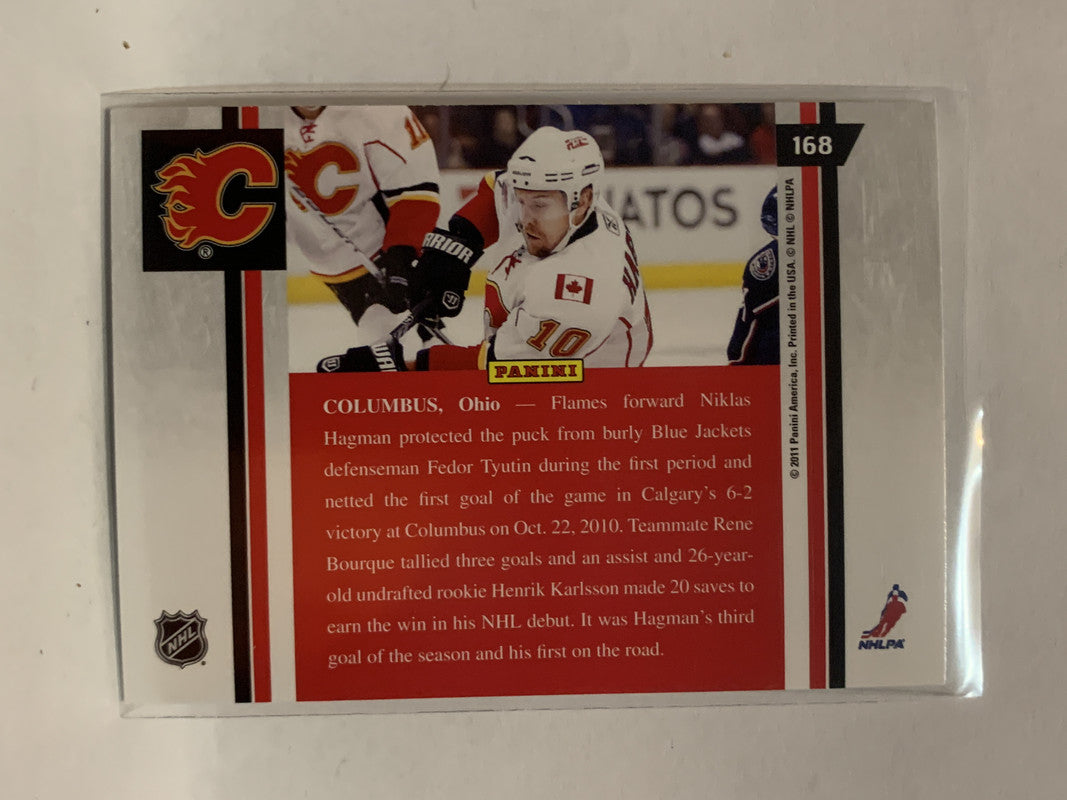 168
C
®
10
ATOS
RRIOR
10
PANINI
COLUMBUS, Ohio — Flames forward Niklas
Hagman protected the puck from burly Blue Jackets
defenseman Fedor Tyutin during the first period and
netted the first goal of the game in Calgary's 6-2
victory at Columbus on Oct. 22, 2010. Teammate Rene
Bourque tallied three goals and an assist and 26-year-
old undrafted rookie Henrik Karlsson made 20 saves to
earn the win in his NHL debut. It was Hagman's third
goal of the season and his first on the road.
© 2011 Panini America, Inc. Printed in the USA. © NHL © NHLPA
NHL
NHLPA